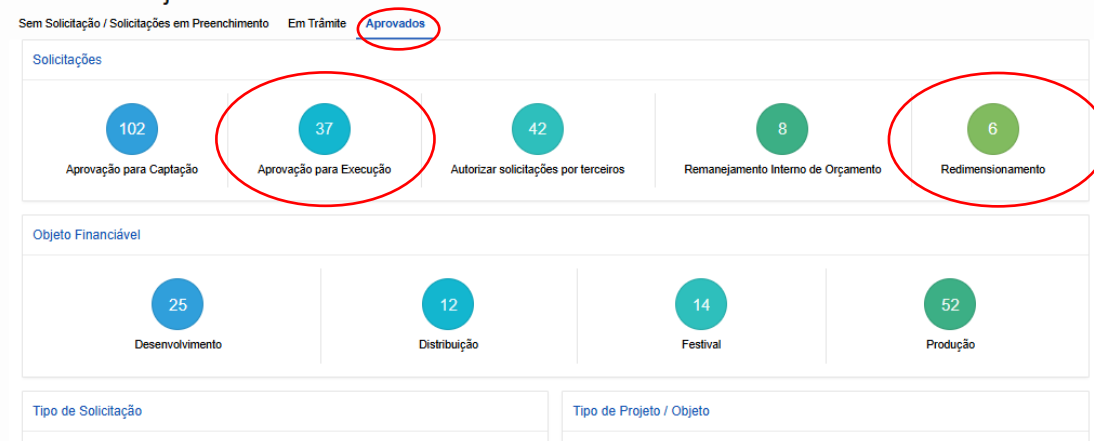 Sem Solicitação / Solicitações em Preenchimento Em Trâmite Aprovados
Solicitações
102 37 42 8 6
Aprovação para Captação Aprovação para Execução Autorizar solicitações por terceiros Remanejamento Interno de Orçamento Redimensionamento
Objeto Financiável
25 12 14 52
Desenvolvimento Distribuição Festival Produção
Tipo de Solicitação Tipo de Projeto / Objeto